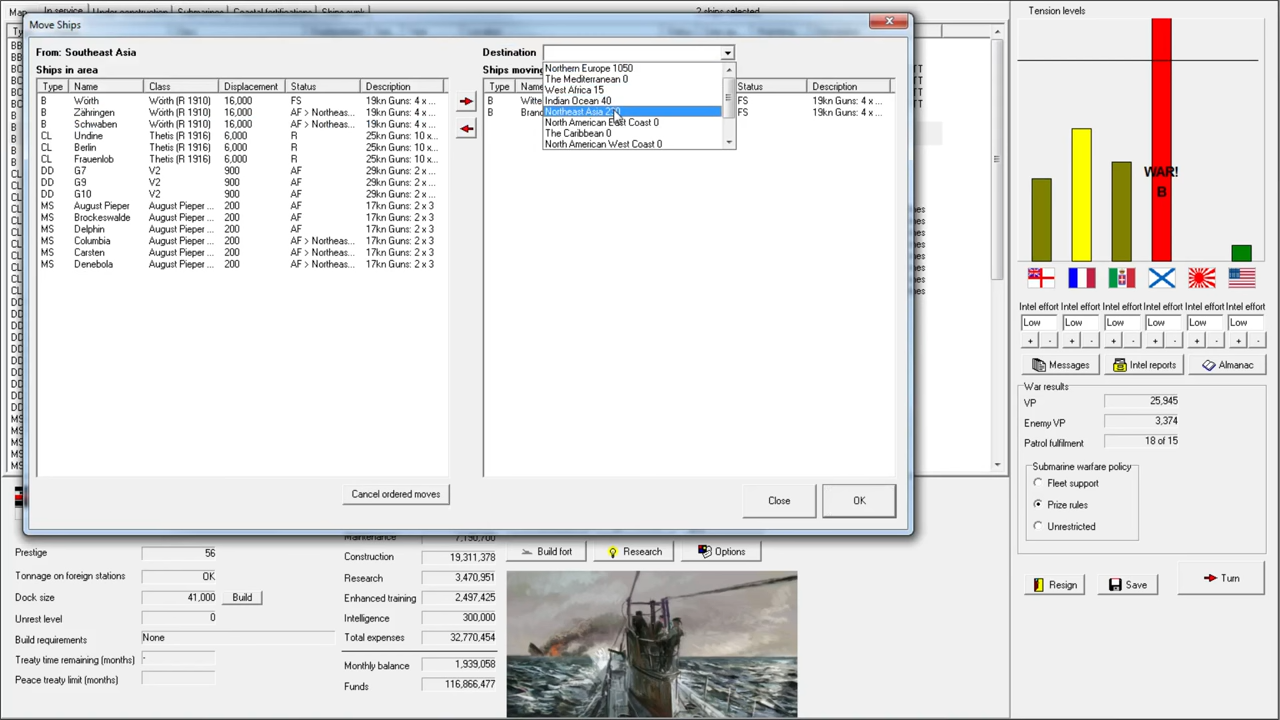 Move Ships
2 ships selected
Tension levels
From: Southeast Asia
Ships in area
Type Name Class Displacement Status Description
B Wörth Wörth (R 1910) 16,000 FS 19kn Guns: 4 x ...
B Zähringen Wörth (R 1910) 16,000 AF > Northeas... 19kn Guns: 4 x ...
B Schwaben Wörth (R 1910) 16,000 AF > Northeas... 19kn Guns: 4 x ...
CL Undine Thetis (R 1916) 6,000 R 25kn Guns: 10 x ...
CL Berlin Thetis (R 1916) 6,000 R 25kn Guns: 10 x ...
CL Frauenlob Thetis (R 1916) 6,000 R 25kn Guns: 10 x ...
DD G7 V2 900 AF 29kn Guns: 2 x ...
DD G9 V2 900 AF 29kn Guns: 2 x ...
DD G10 V2 900 AF 29kn Guns: 2 x ...
MS August Pieper August Pieper ... 200 AF 17kn Guns: 2 x 3
MS Brockeswalde August Pieper ... 200 AF 17kn Guns: 2 x 3
MS Delphin August Pieper ... 200 AF 17kn Guns: 2 x 3
MS Columbia August Pieper ... 200 AF > Northeas... 17kn Guns: 2 x 3
MS Carsten August Pieper ... 200 AF > Northeas... 17kn Guns: 2 x 3
MS Denebola August Pieper ... 200 AF > Northeas... 17kn Guns: 2 x 3
Cancel ordered moves
Destination
Northern Europe 1050
The Mediterranean 0
West Africa 15
Indian Ocean 40
Northeast Asia
North American East Coast 0
The Caribbean 0
North American West Coast 0
Ships moving
Type Name Status Description
B FS 19kn Guns: 4 x ...
B FS 19kn Guns: 4 x ...
Close OK
WAR!
B
Intel effort Intel effort Intel effort Intel effort Intel effort Intel effort
Low Low Low Low Low Low
+ - + - + - + - + - + -
Messages Intel reports Almanac
War results
VP 25,945
Enemy VP 3,374
Patrol fulfilment 18 of 15
Submarine warfare policy
Fleet support
Prize rules
Unrestricted
Resign Save Turn
Prestige 56
Tonnage on foreign stations OK
Dock size 41,000 Build
Unrest level 0
Build requirements None
Treaty time remaining (months) -
Peace treaty limit (months)
Maintenance
Construction 19,311,378
Research 3,470,951
Enhanced training 2,497,425
Intelligence 300,000
Total expenses 32,770,454
Monthly balance 1,939,058
Funds 116,866,477
Build fort Research Options